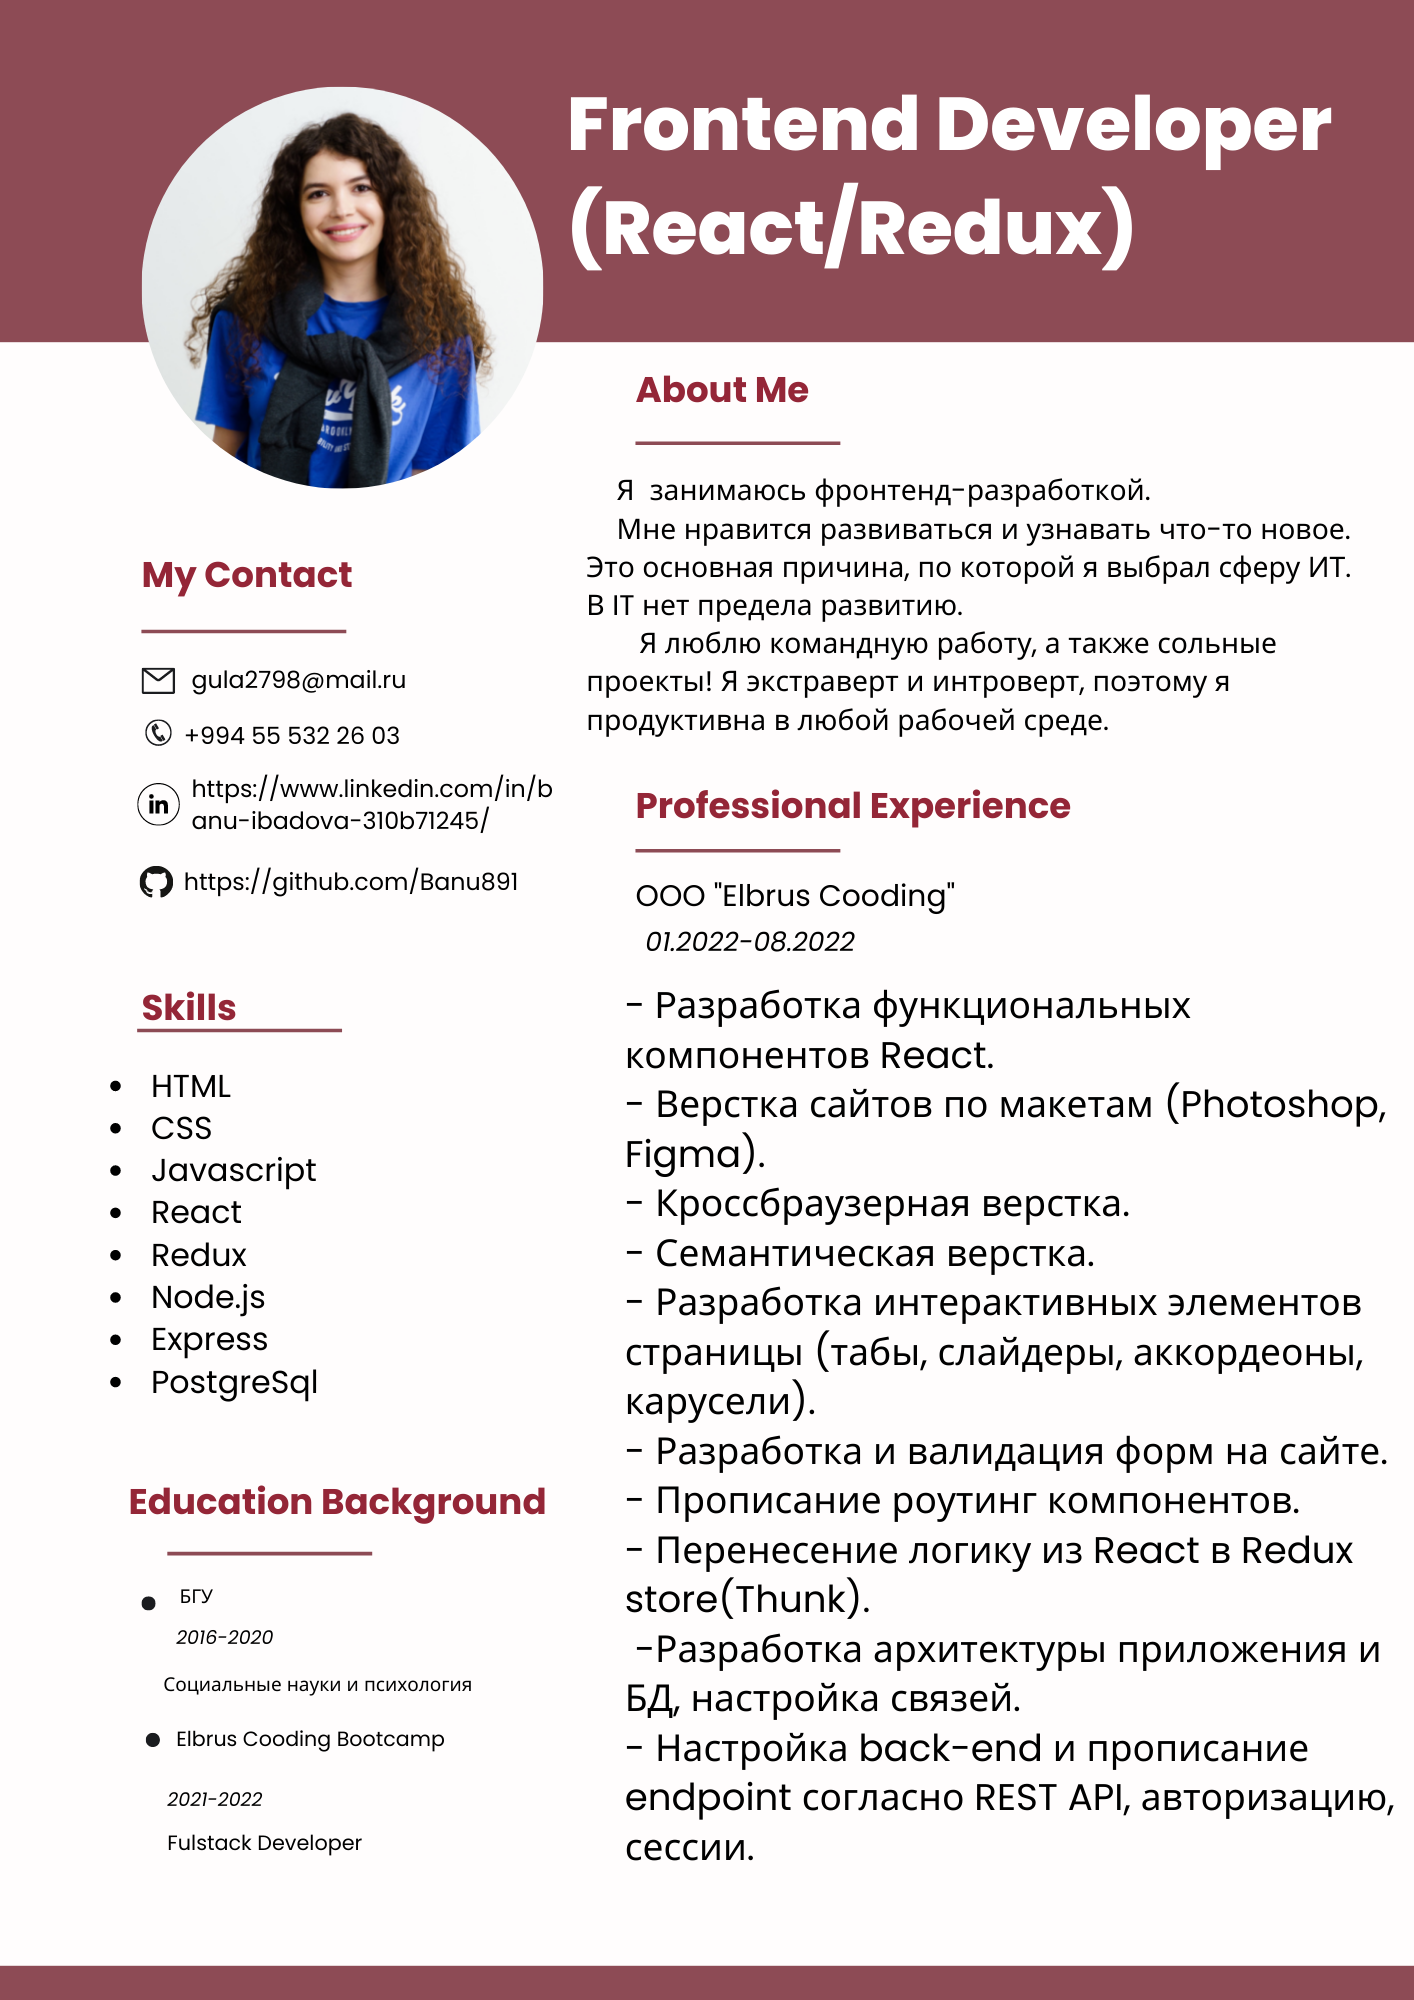 Frontend Developer
(React/Redux)
My Contact
gula2798@mail.ru
+994 55 532 26 03
https://www.linkedin.com/in/b
anu-ibadova-310b71245/
https://github.com/Banu891
Skills
HTML
CSS
Javascript
React
Redux
Node.js
Express
PostgreSql
Education Background
БГУ
2016-2020
Социальные науки и психология
Elbrus Cooding Bootcamp
2021-2022
Fulstack Developer
About Me
Я занимаюсь фронтенд-разработкой.
Мне нравится развиваться и узнавать что-то новое.
Это основная причина, по которой я выбрал сферу ИТ.
В IT нет предела развитию.
Я люблю командную работу, а также сольные
проекты! Я экстраверт и интроверт, поэтому я
продуктивна в любой рабочей среде.
Professional Experience
ООО "Elbrus Cooding"
01.2022-08.2022
- Разработка функциональных
компонентов React.
- Верстка сайтов по макетам (Photoshop,
Figma).
- Кроссбраузерная верстка.
- Семантическая верстка.
- Разработка интерактивных элементов
страницы (табы, слайдеры, аккордеоны,
карусели).
- Разработка и валидация форм на сайте.
- Прописание роутинг компонентов.
- Перенесение логику из React в Redux
store(Thunk).
-Разработка архитектуры приложения и
БД, настройка связей.
- Настройка back-end и прописание
endpoint согласно REST API, авторизацию,
сессии.